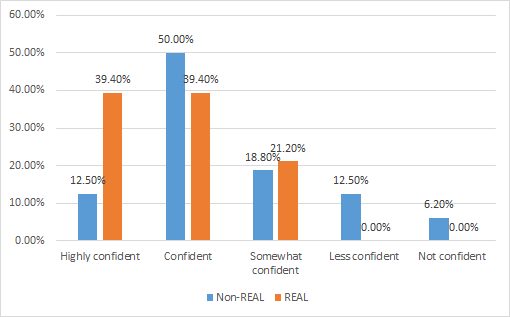 60.00%
50.00%
40.00%
30.00%
20.00%
10.00%
0.00%
12.50%
39.40%
50.00%
39.40%
18.80%
21.20%
12.50%
0.00%
6.20%
0.00%
Highly confident
Confident
Somewhat
confident
Less confident
Not confident
Non-REAL
REAL